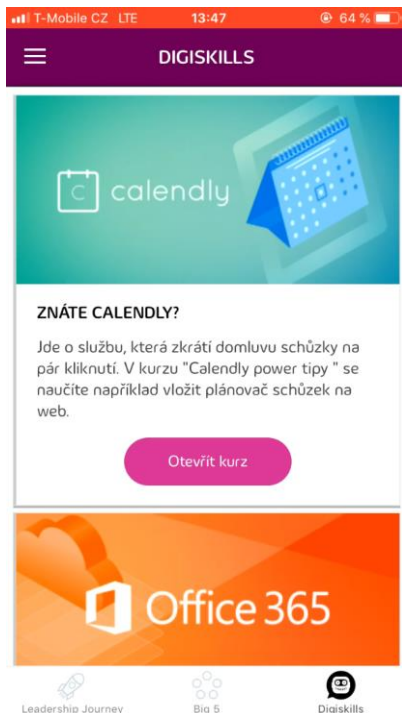 T-Mobile CZ LTE 13:47 64 %
DIGISKILLS
C calendly
ZNÁTE CALENDLY?
Jde o službu, která zkrátí domluvu schůzky na
pár kliknutí. V kurzu "Calendly power tipy " se
naučíte například vložit plánovač schůzek na
web.
Otevřít kurz
Office 365
Leadership Journey Big 5 Digiskills